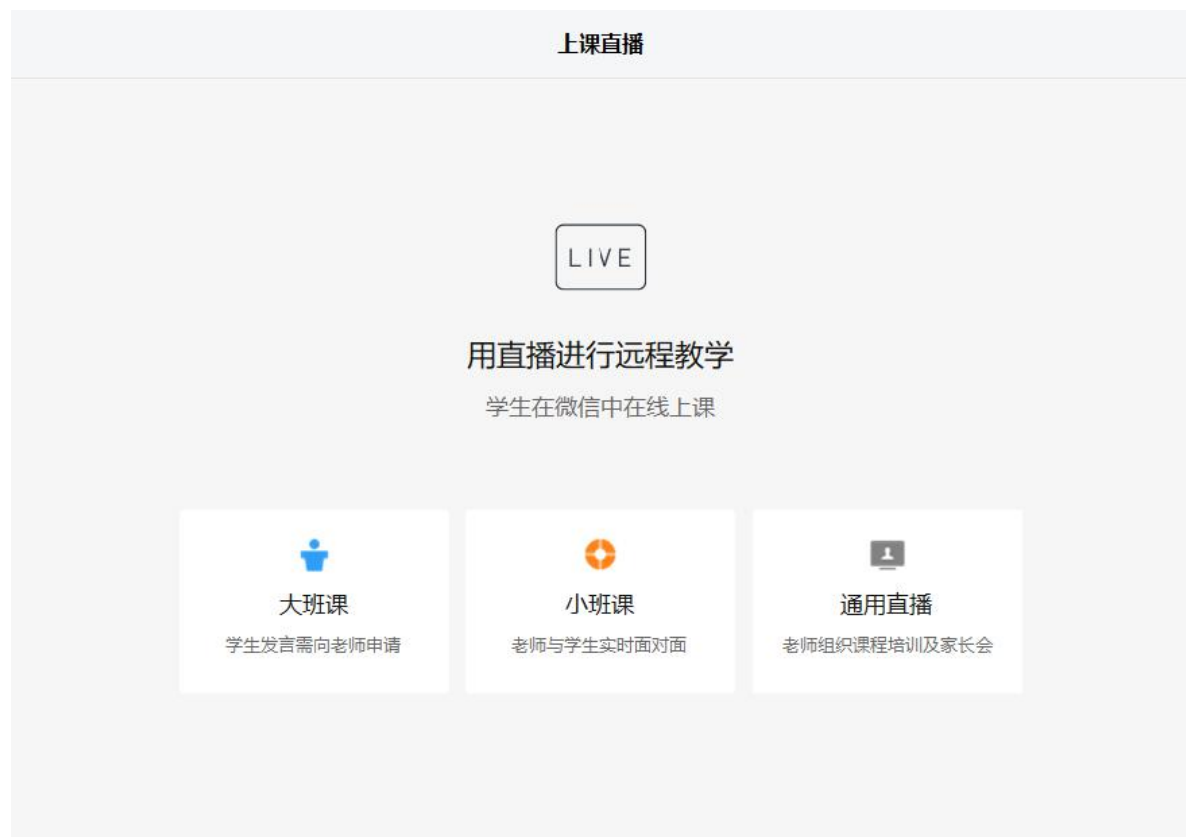 上课直播
LIVE
用直播进行远程教学
学生在微信中在线上课
大班课
学生发言需向老师申请
小班课
老师与学生实时面对面
通用直播
老师组织课程培训及家长会